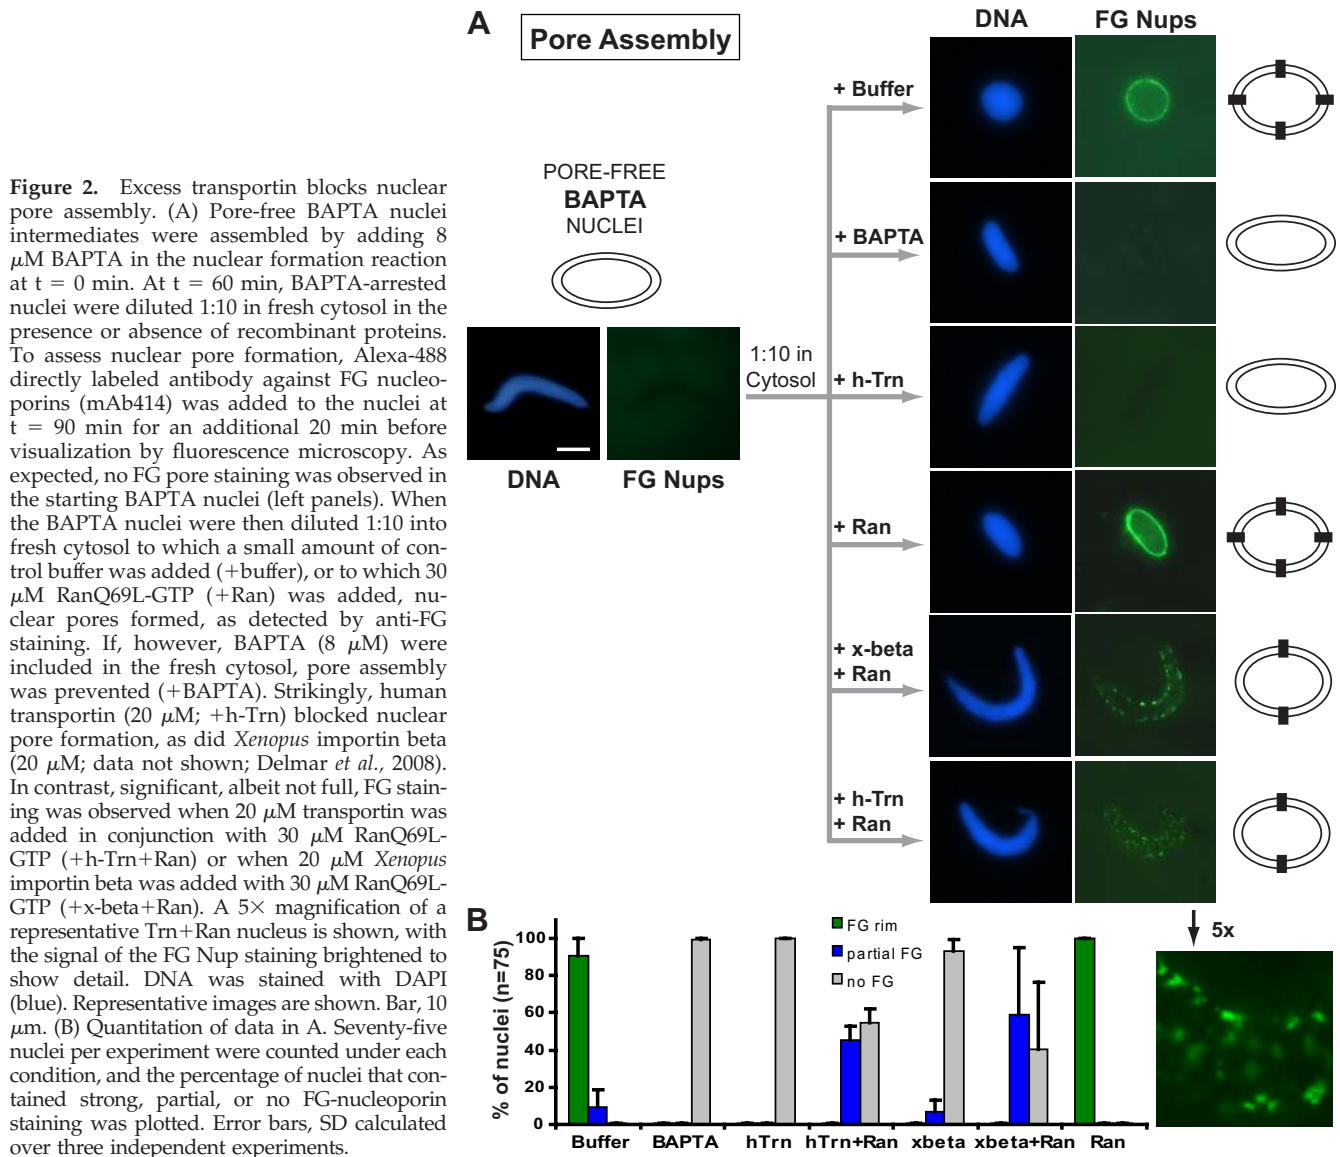 Figure 2. Excess transportin blocks nuclear
pore assembly. (A) Pore-free BAPTA nuclei
intermediates were assembled by adding 8
μM BAPTA in the nuclear formation reaction
at t = 0 min. At t = 60 min, BAPTA-arrested
nuclei were diluted 1:10 in fresh cytosol in the
presence or absence of recombinant proteins.
To assess nuclear pore formation, Alexa-488
directly labeled antibody against FG nucleo-
porins (mAb414) was added to the nuclei at
t = 90 min for an additional 20 min before
visualization by fluorescence microscopy. As
expected, no FG pore staining was observed in
the starting BAPTA nuclei (left panels). When
the BAPTA nuclei were then diluted 1:10 into
fresh cytosol to which a small amount of con-
trol buffer was added (+buffer), or to which 30
μM RanQ69L-GTP (+Ran) was added, nu-
clear pores formed, as detected by anti-FG
staining. If, however, BAPTA (8 μM) were
included in the fresh cytosol, pore assembly
was prevented (+BAPTA). Strikingly, human
transportin (20 μM; +h-Trn) blocked nuclear
pore formation, as did Xenopus importin beta
(20 μM; data not shown; Delmar et al., 2008).
In contrast, significant, albeit not full, FG stain-
ing was observed when 20 μM transportin was
added in conjunction with 30 μM RanQ69L-
GTP (+h-Trn+Ran) or when 20 μM Xenopus
importin beta was added with 30 μM RanQ69L-
GTP (+x-beta+Ran). A 5× magnification of a
representative Trn+Ran nucleus is shown, with
the signal of the FG Nup staining brightened to
show detail. DNA was stained with DAPI
(blue). Representative images are shown. Bar, 10
μm. (B) Quantitation of data in A. Seventy-five
nuclei per experiment were counted under each
condition, and the percentage of nuclei that con-
tained strong, partial, or no FG-nucleoporin
staining was plotted. Error bars, SD calculated
over three independent experiments.
A
Pore Assembly
DNA FG Nups
PORE-FREE
BAPTA
NUCLEI
DNA FG Nups
1:10 in
Cytosol
+ Buffer
+ BAPTA
+ h-Trn
+ Ran
+ x-beta
+ Ran
+ h-Trn
+ Ran
5x
B
% of nuclei (n=75)
100
80
60
40
20
0
FG rim
partial FG
no FG
Buffer BAPTA hTrn hTrn+Ran xbeta xbeta+Ran Ran